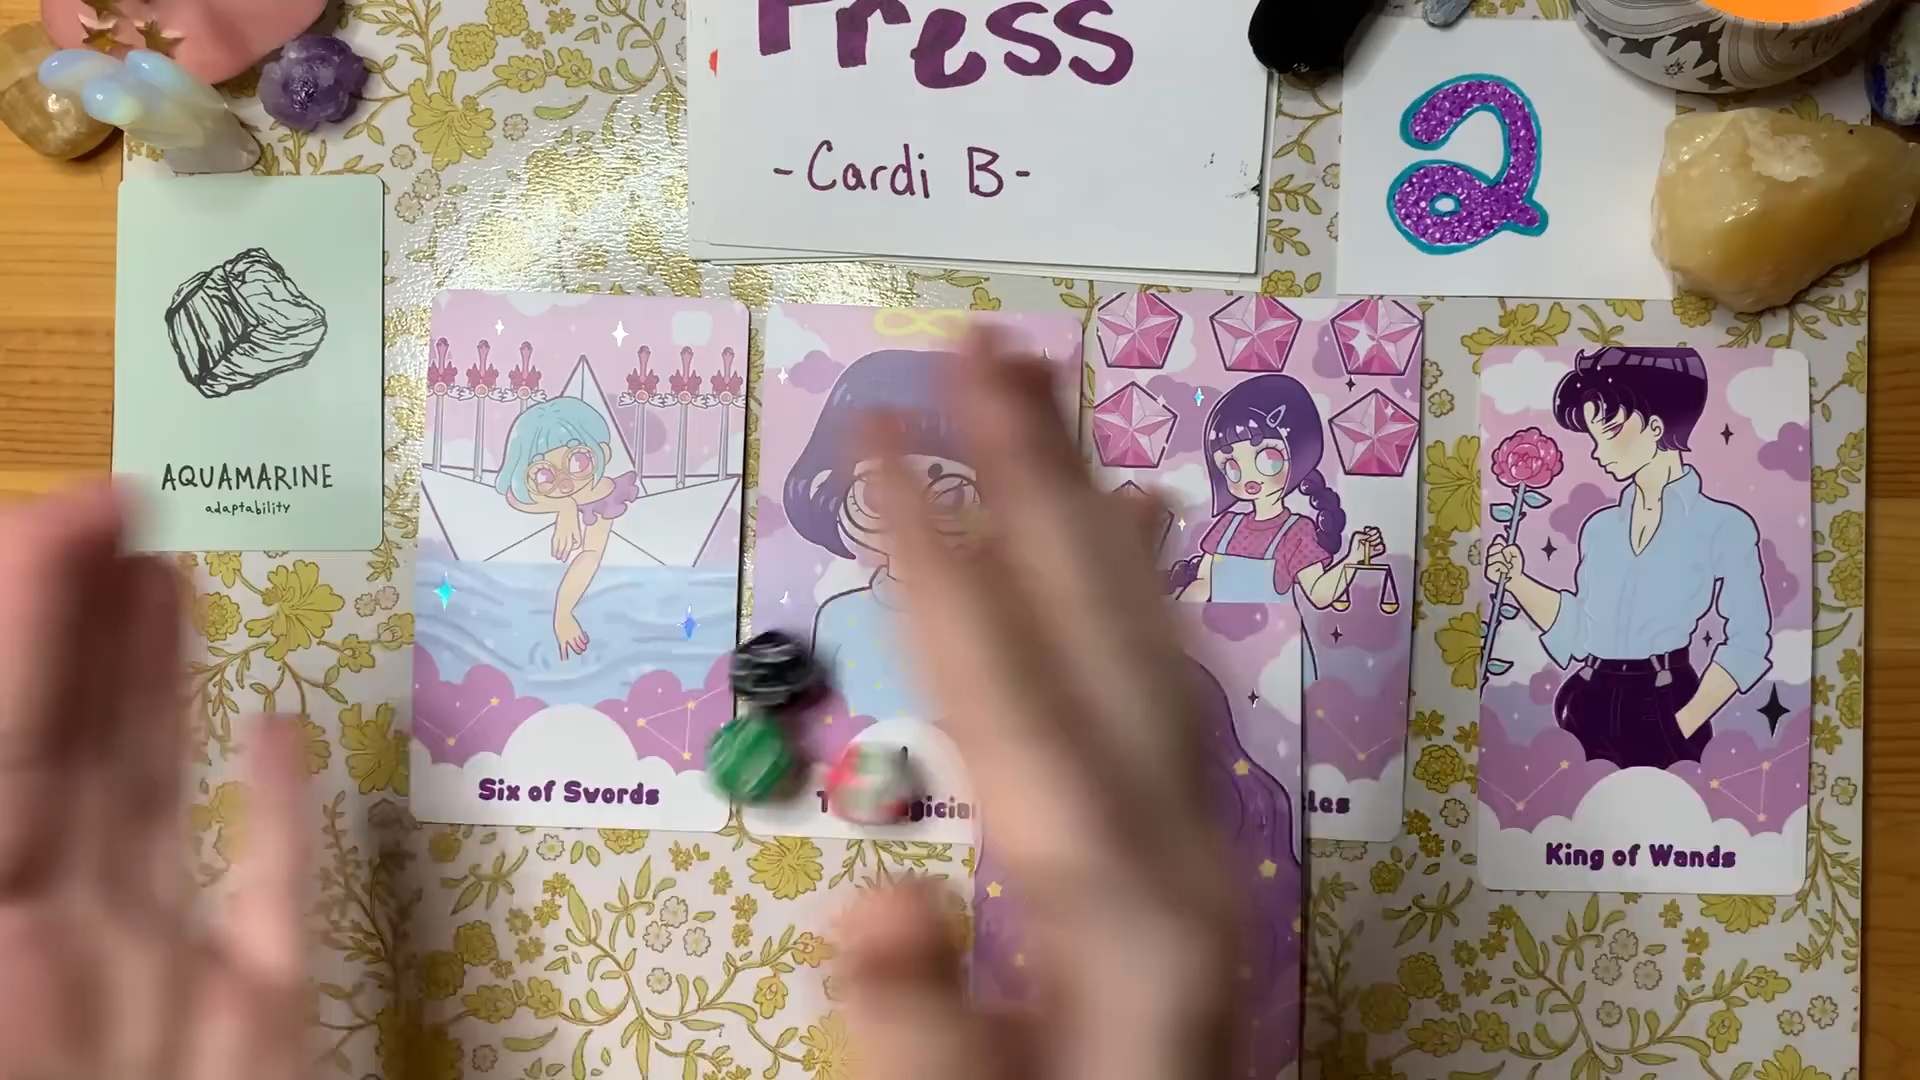 Press
-Cardi B-
2
AQUAMARINE
adaptability
Six of Swords
King of Wands